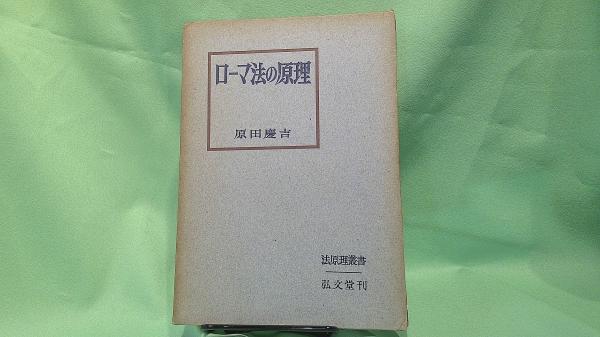 ローマ法の原理
原田慶吉
法原理叢書
弘文堂刊